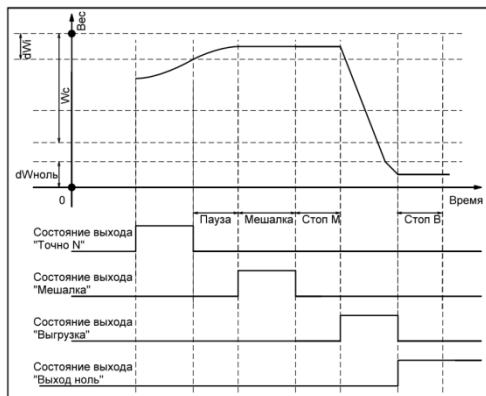 Вес
dWi
Wc
dWноль
0
Время
Пауза
Мешалка
Стоп М
Стоп В
Состояние выхода
"Точно N"
Состояние выхода
"Мешалка"
Состояние выхода
"Выгрузка"
Состояние выхода
"Выход ноль"